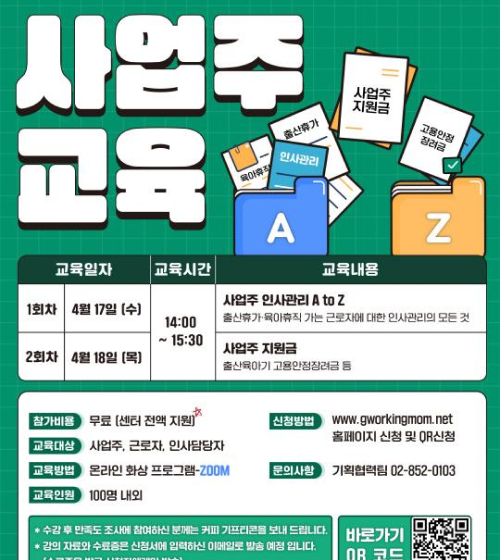 사업주
교육
사업주
지원금
출산휴가
고용안정
장려금
인사관리
육아휴직
A
Z
교육일자 교육시간 교육내용
1회차 4월 17일 (수) 14:00 ~ 15:30 사업주 인사관리 A to Z
출산휴가·육아휴직 가는 근로자에 대한 인사관리의 모든 것
2회차 4월 18일 (목) 사업주 지원금
출산육아기 고용안정장려금 등
참가비용 무료 (센터 전액 지원)
신청방법 www.gworkingmom.net
홈페이지 신청 및 QR신청
교육대상 사업주, 근로자, 인사담당자
교육방법 온라인 화상 프로그램-ZOOM
문의사항 기획협력팀 02-852-0103
교육인원 100명 내외
* 수강 후 만족도 조사에 참여하신 분께는 커피 기프티콘을 보내 드립니다.
* 강의 자료와 수료증은 신청서에 입력하신 이메일로 발송 예정 입니다.
바로가기
QR 코드